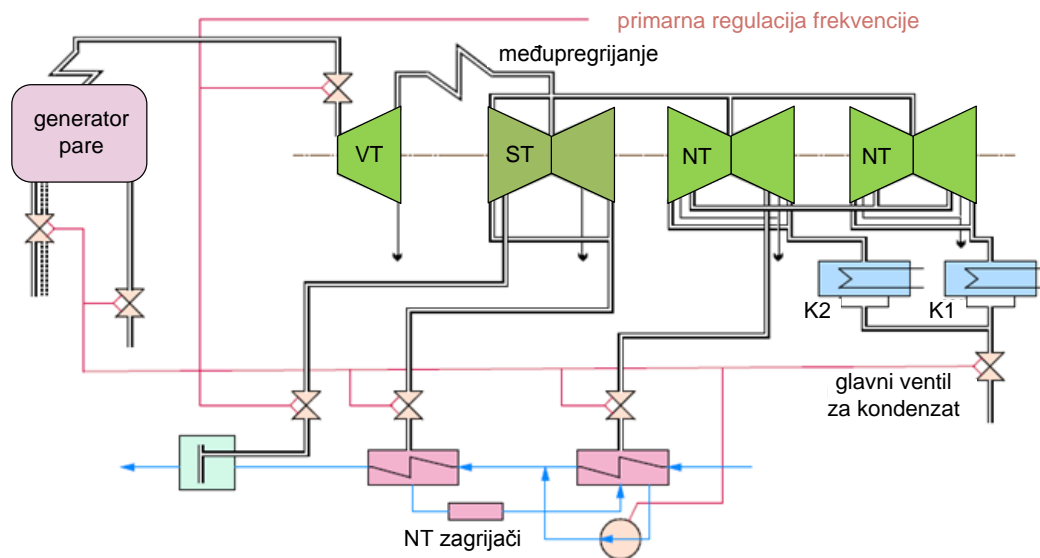 primarna regulacija frekvencije
međupregrijanje
generator
pare
VT
ST
NT
NT
K2
K1
glavni ventil
za kondenzat
NT zagrijači